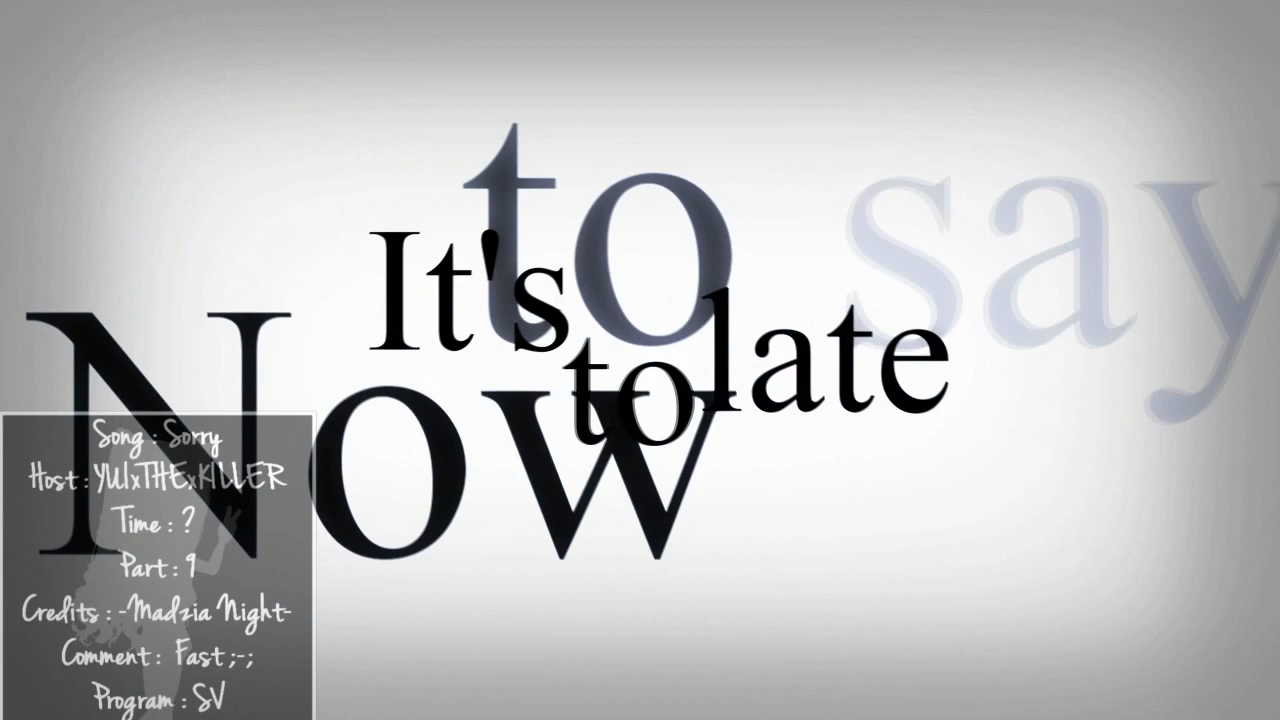 to say
It's
to late
Now
Song : Sorry
Host : YUIxTHExKILLER
Time : ?
Part : 9
Credits : -Madzia Night-
Comment : Fast ;-;
Program : SV